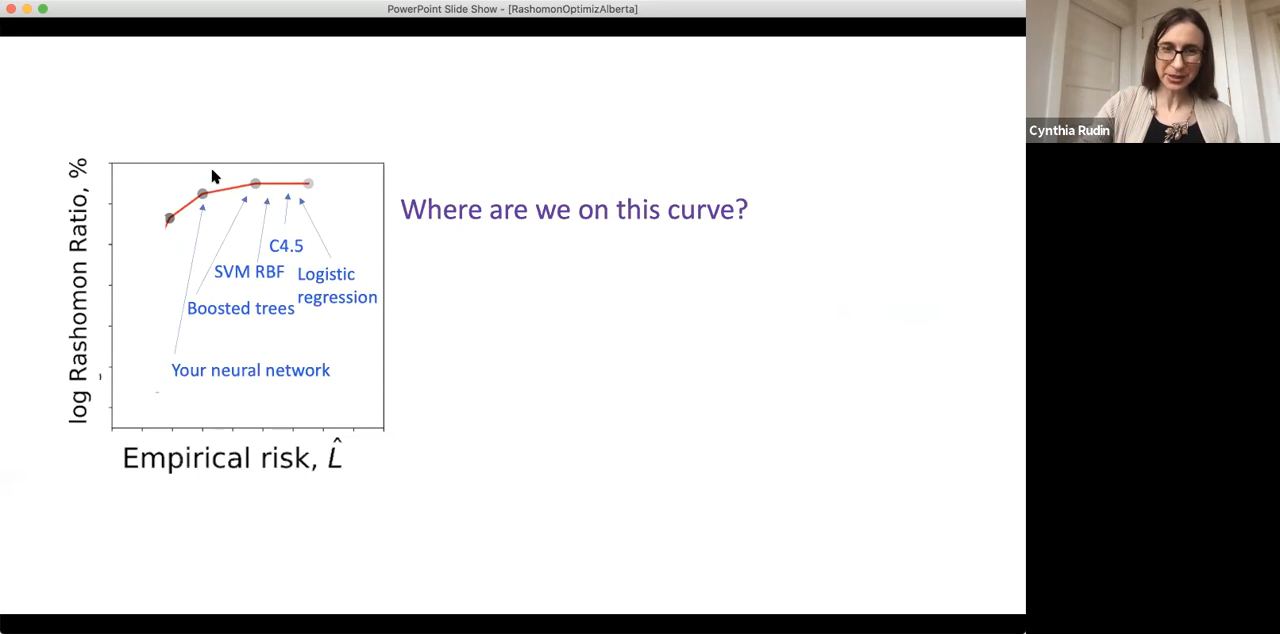 PowerPoint Slide Show - [RashomonOptimizAlberta]
Cynthia Rudin
log Rashomon Ratio, %
Where are we on this curve?
C4.5
SVM RBF
Logistic
regression
Boosted trees
Your neural network
Empirical risk, L̂